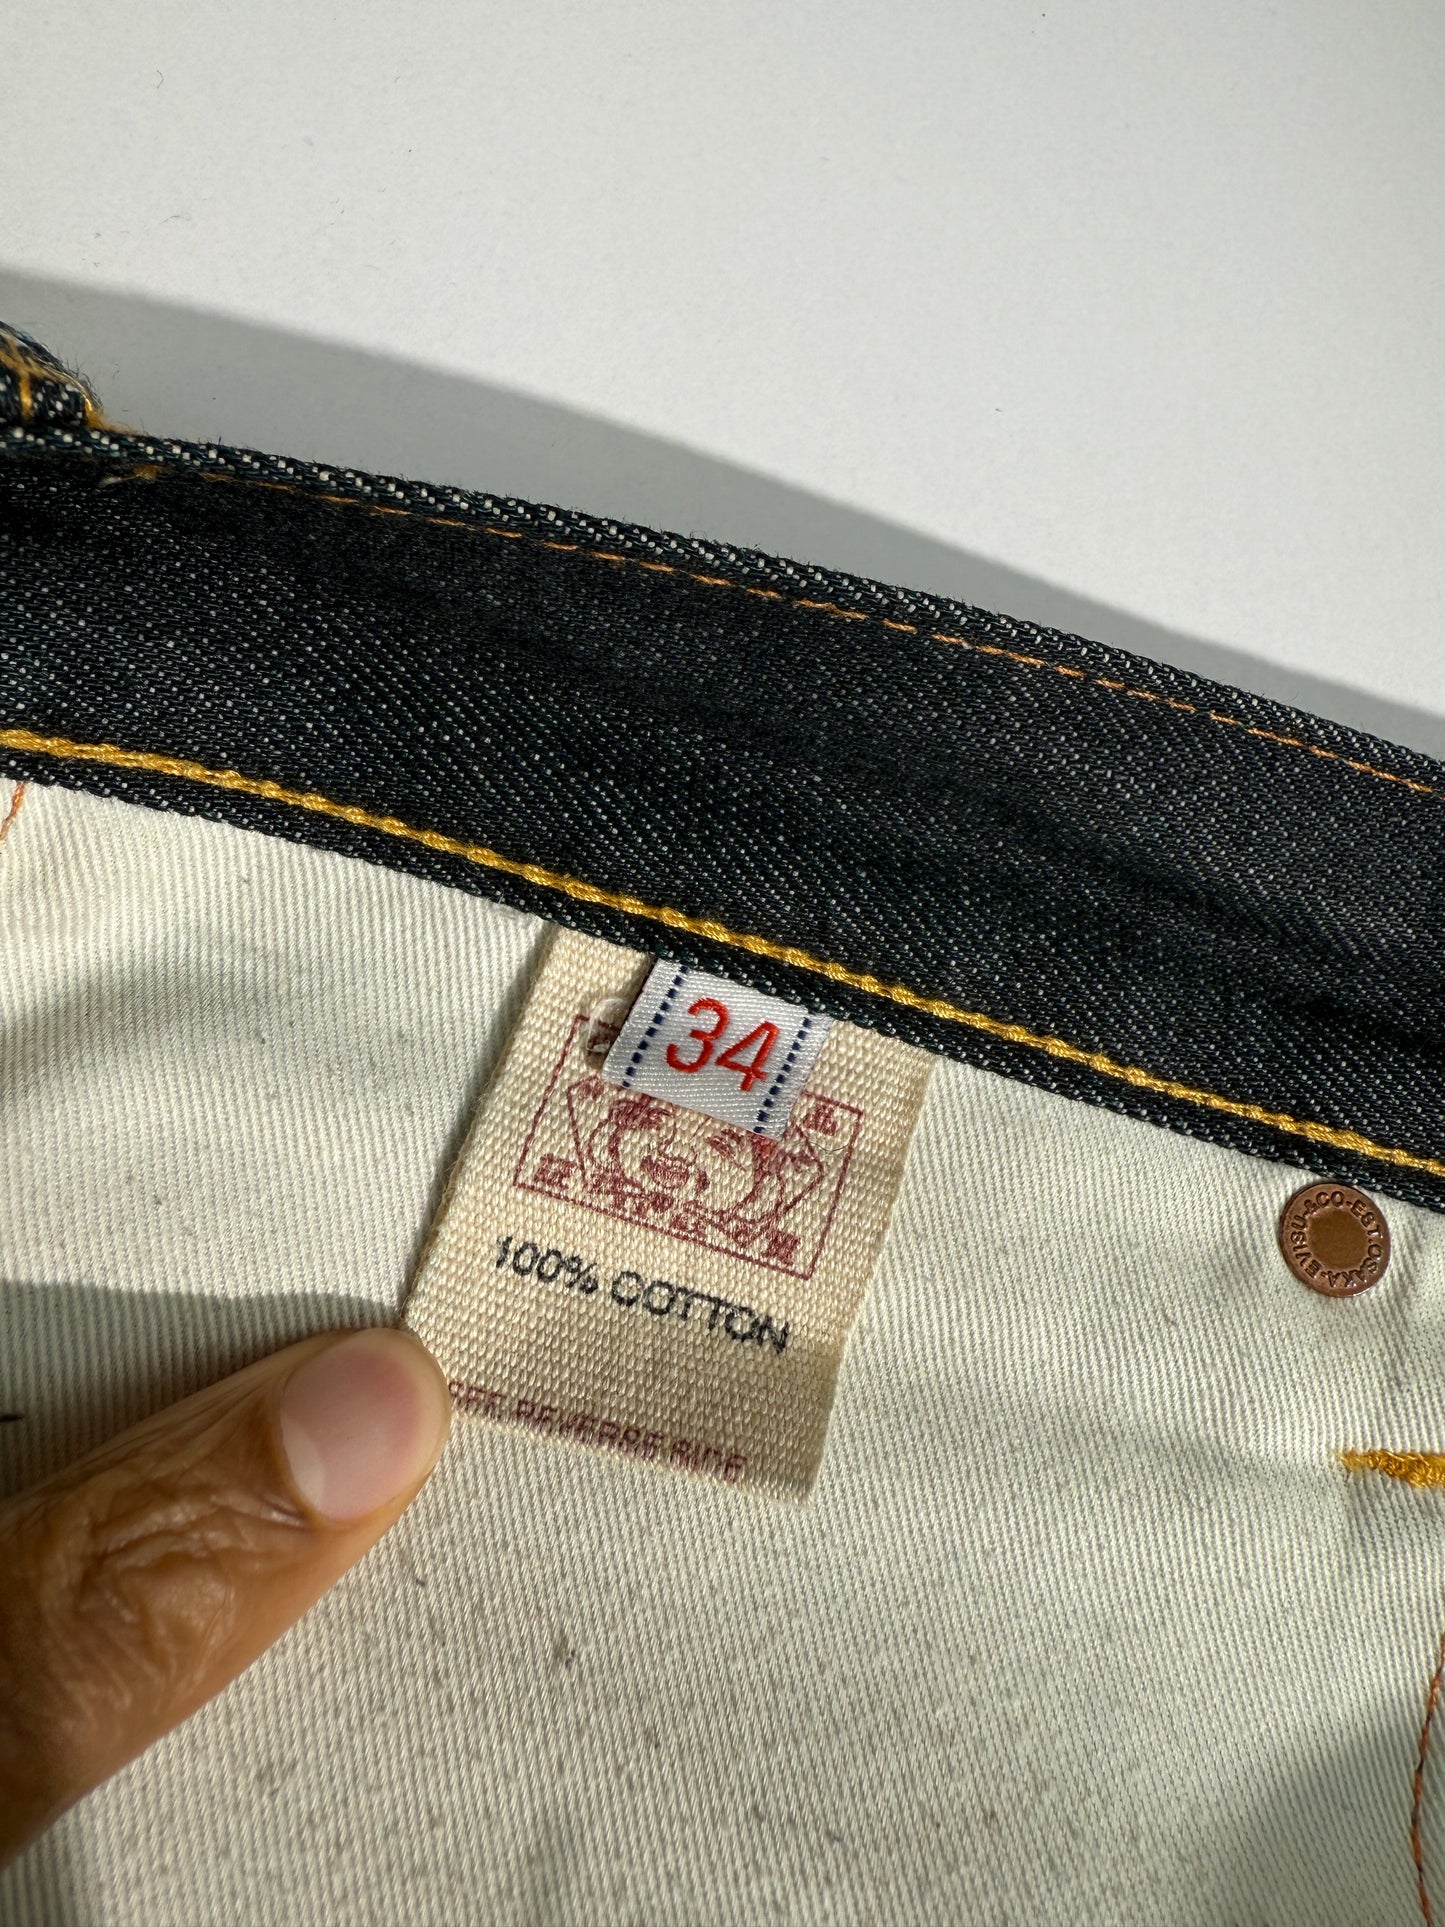 34
100% COTTON
SEE REVERSE SIDE
EVISU & CO · EST. OSAKA ·